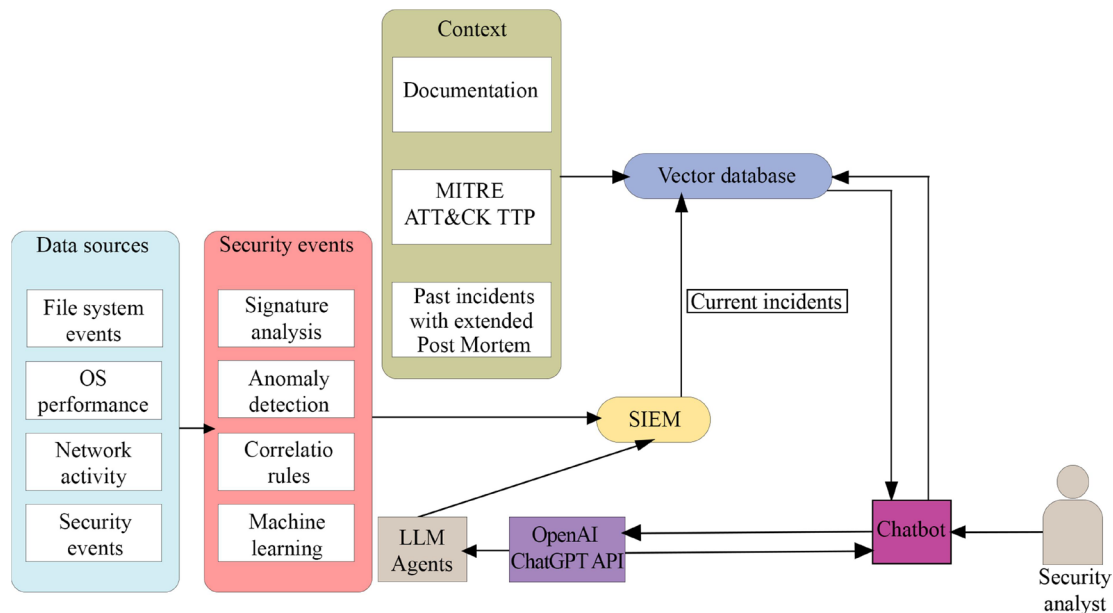 Context
Documentation
MITRE
ATT&CK TTP
Past incidents
with extended
Post Mortem
Vector database
Data sources
File system
events
OS
performance
Network
activity
Security
events
Security events
Signature
analysis
Anomaly
detection
Correlatio
rules
Machine
learning
Current incidents
SIEM
LLM
Agents
OpenAI
ChatGPT API
Chatbot
Security
analyst